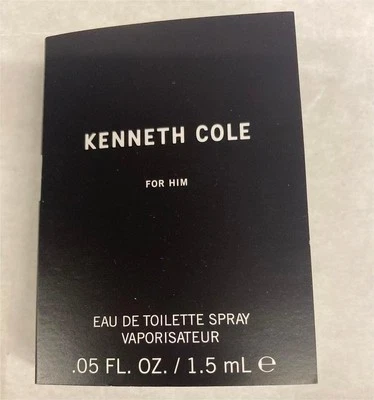 KENNETH COLE
FOR HIM
EAU DE TOILETTE SPRAY
VAPORISATEUR
.05 FL. OZ. / 1.5 mL ℮